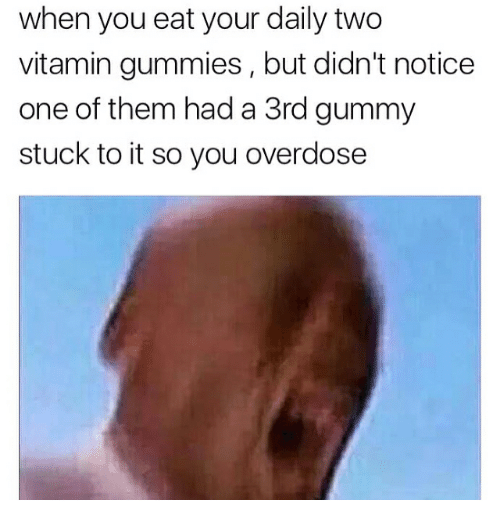 when you eat your daily two
vitamin gummies , but didn't notice
one of them had a 3rd gummy
stuck to it so you overdose